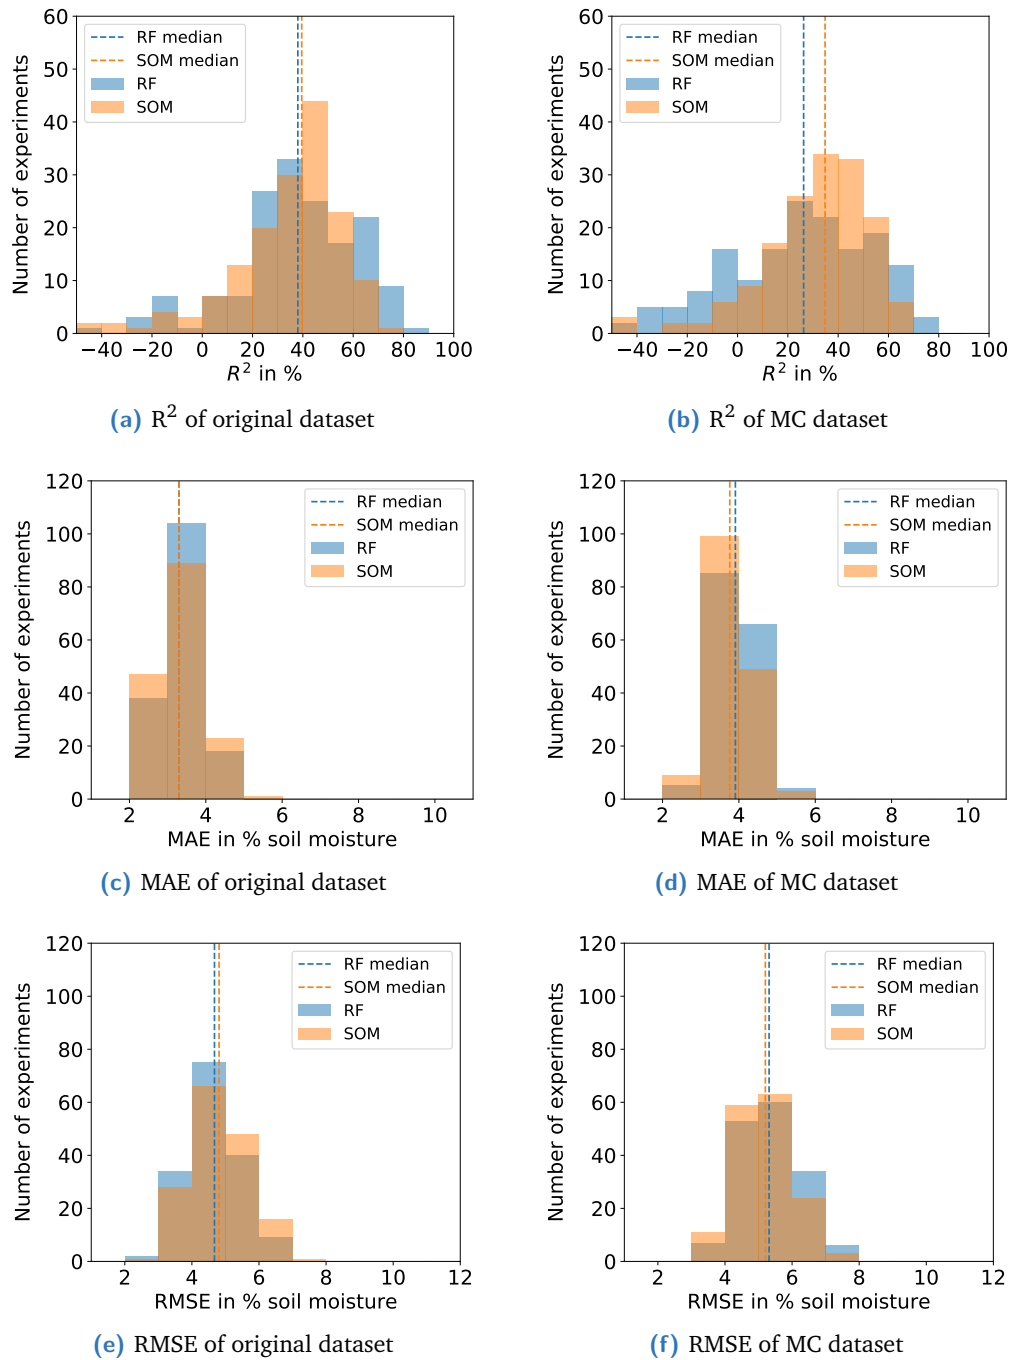 60
50
40
30
20
10
0
Number of experiments
RF median
SOM median
RF
SOM
−40 −20 0 20 40 60 80 100
R² in %
(a) R² of original dataset
60
50
40
30
20
10
0
Number of experiments
RF median
SOM median
RF
SOM
−40 −20 0 20 40 60 80 100
R² in %
(b) R² of MC dataset
120
100
80
60
40
20
0
Number of experiments
RF median
SOM median
RF
SOM
2 4 6 8 10
MAE in % soil moisture
(c) MAE of original dataset
120
100
80
60
40
20
0
Number of experiments
RF median
SOM median
RF
SOM
2 4 6 8 10
MAE in % soil moisture
(d) MAE of MC dataset
120
100
80
60
40
20
0
Number of experiments
RF median
SOM median
RF
SOM
2 4 6 8 10 12
RMSE in % soil moisture
(e) RMSE of original dataset
120
100
80
60
40
20
0
Number of experiments
RF median
SOM median
RF
SOM
2 4 6 8 10 12
RMSE in % soil moisture
(f) RMSE of MC dataset